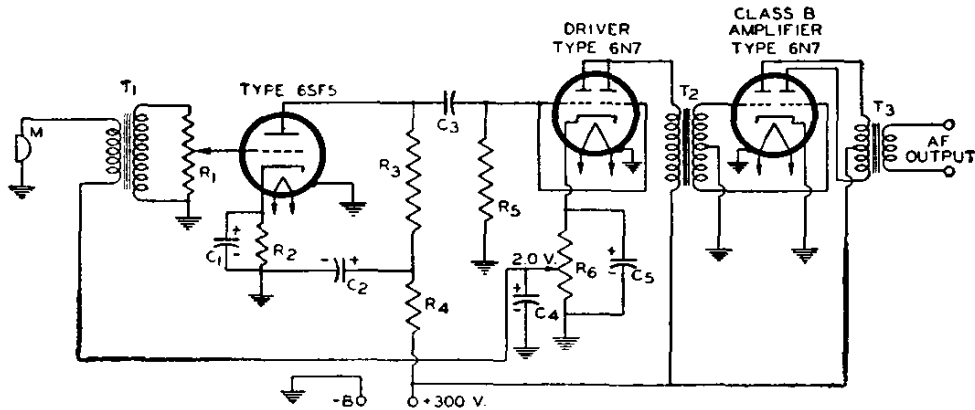 DRIVER
TYPE 6N7
CLASS B
AMPLIFIER
TYPE 6N7
T1
TYPE 6SF5
M
R1
C3
T2
T3
AF
OUTPUT
R3
R5
C1
R2
C2
2.0 V.
R6
C5
R4
C4
-B
+300 V.